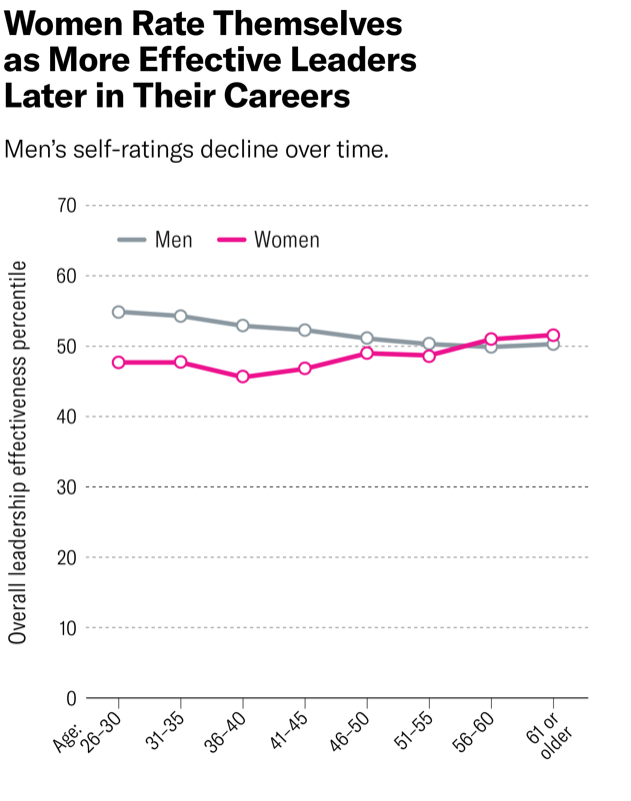 Women Rate Themselves
as More Effective Leaders
Later in Their Careers
Men's self-ratings decline over time.
Overall leadership effectiveness percentile
70
Men Women
60
50
40
30
20
10
0
Age:
26–30
31–35
36–40
41–45
46–50
51–55
56–60
61 or
older